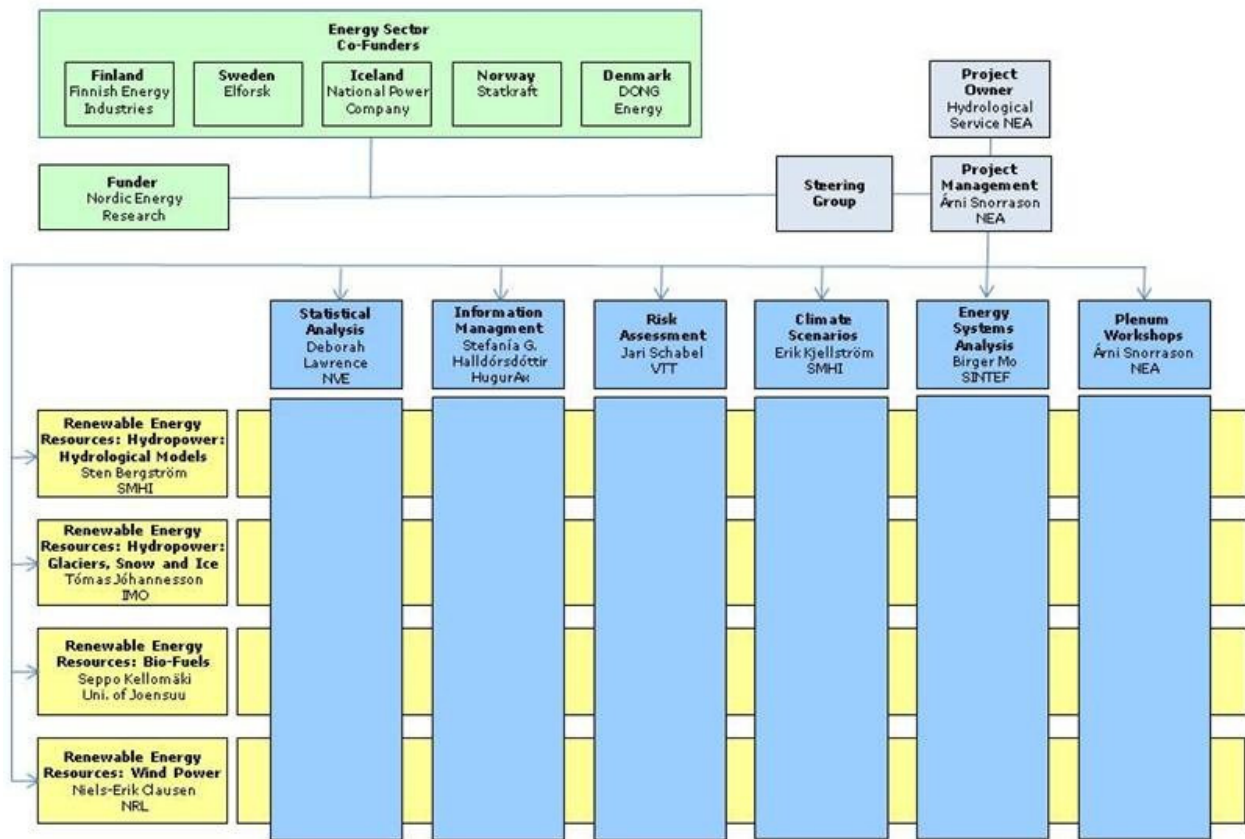 Energy Sector
Co-Funders
Finland
Finnish Energy
Industries
Sweden
Elforsk
Iceland
National Power
Company
Norway
Statkraft
Denmark
DONG
Energy
Project
Owner
Hydrological
Service NEA
Funder
Nordic Energy
Research
Steering
Group
Project
Management
Árni Snorrason
NEA
Statistical
Analysis
Deborah
Lawrence
NVE
Information
Managment
Stefanía G.
Halldórsdóttir
HugurAx
Risk
Assessment
Jari Schabel
VTT
Climate
Scenarios
Erik Kjellström
SMHI
Energy
Systems
Analysis
Birger Mo
SINTEF
Plenum
Workshops
Árni Snorrason
NEA
Renewable Energy
Resources: Hydropower:
Hydrological Models
Sten Bergström
SMHI
Renewable Energy
Resources: Hydropower:
Glaciers, Snow and Ice
Tómas Jóhannesson
IMO
Renewable Energy
Resources: Bio-Fuels
Seppo Kellomäki
Uni. of Joensuu
Renewable Energy
Resources: Wind Power
Niels-Erik Clausen
NRL